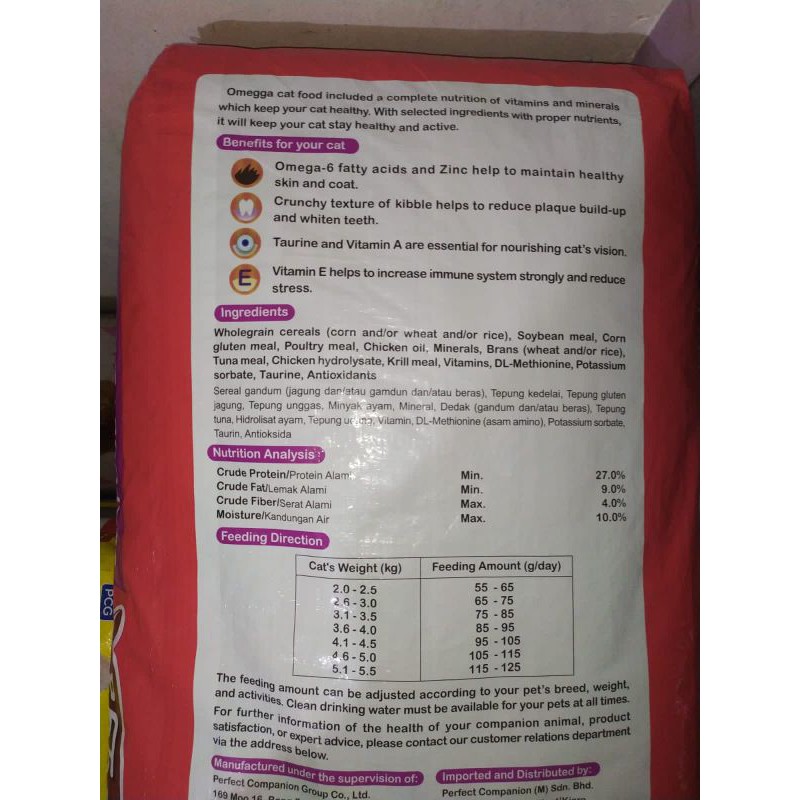 Omegga cat food included a complete nutrition of vitamins and minerals
which keep your cat healthy. With selected ingredients with proper nutrients,
it will keep your cat stay healthy and active.
Benefits for your cat
Omega-6 fatty acids and Zinc help to maintain healthy
skin and coat.
Crunchy texture of kibble helps to reduce plaque build-up
and whiten teeth.
Taurine and Vitamin A are essential for nourishing cat's vision.
E
Vitamin E helps to increase immune system strongly and reduce
stress.
Ingredients
Wholegrain cereals (corn and/or wheat and/or rice), Soybean meal, Corn
gluten meal, Poultry meal, Chicken oil, Minerals, Brans (wheat and/or rice),
Tuna meal, Chicken hydrolysate, Krill meal, Vitamins, DL-Methionine, Potassium
sorbate, Taurine, Antioxidants
Sereal gandum (jagung dan/atau gamdun dan/atau beras), Tepung kedelai, Tepung gluten
jagung, Tepung unggas, Minyak ayam, Mineral, Dedak (gandum dan/atau beras), Tepung
tuna, Hidrolisat ayam, Tepung Vitamin, DL-Methionine (asam amino), Potassium sorbate,
Taurin, Antioksida
Nutrition Analysis
Crude Protein/Protein Alami Min. 27.0%
Crude Fat/Lemak Alami Min. 9.0%
Crude Fiber/Serat Alami Max. 4.0%
Moisture/Kandungan Air Max. 10.0%
Feeding Direction
Cat's Weight (kg) Feeding Amount (g/day)
2.0 - 2.5 55 - 65
2.6 - 3.0 65 - 75
3.1 - 3.5 75 - 85
3.6 - 4.0 85 - 95
4.1 - 4.5 95 - 105
4.6 - 5.0 105 - 115
5.1 - 5.5 115 - 125
The feeding amount can be adjusted according to your pet's breed, weight,
and activities. Clean drinking water must be available for your pets at all times.
For further information of the health of your companion animal, product
satisfaction, or expert advice, please contact our customer relations department
via the address below.
Manufactured under the supervision of:
Perfect Companion Group Co., Ltd.
169 Moo 16,
Imported and Distributed by:
Perfect Companion (M) Sdn. Bhd.
PCG